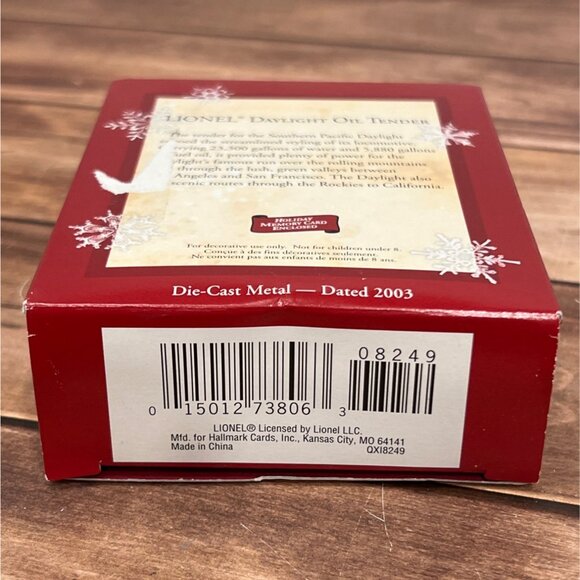 LIONEL® DAYLIGHT OIL TENDER
The tender for the Southern Pacific Daylight
the streamlined styling of its locomotive.
23,300 gallons of water and 5,880 gallons
fuel oil, it provided plenty of power for the
famous run over the rolling mountains
through the lush, green valleys between
Angeles and San Francisco. The Daylight also
scenic routes through the Rockies to California.
HOLIDAY
MEMORY CARD
ENCLOSED
For decorative use only. Not for children under 8.
Conçue à des fins décoratives seulement.
Ne convient pas aux enfants de moins de 8 ans.
Die-Cast Metal — Dated 2003
08249
0 15012 73806 3
LIONEL® Licensed by Lionel LLC.
Mfd. for Hallmark Cards, Inc., Kansas City, MO 64141
Made in China
QXI8249